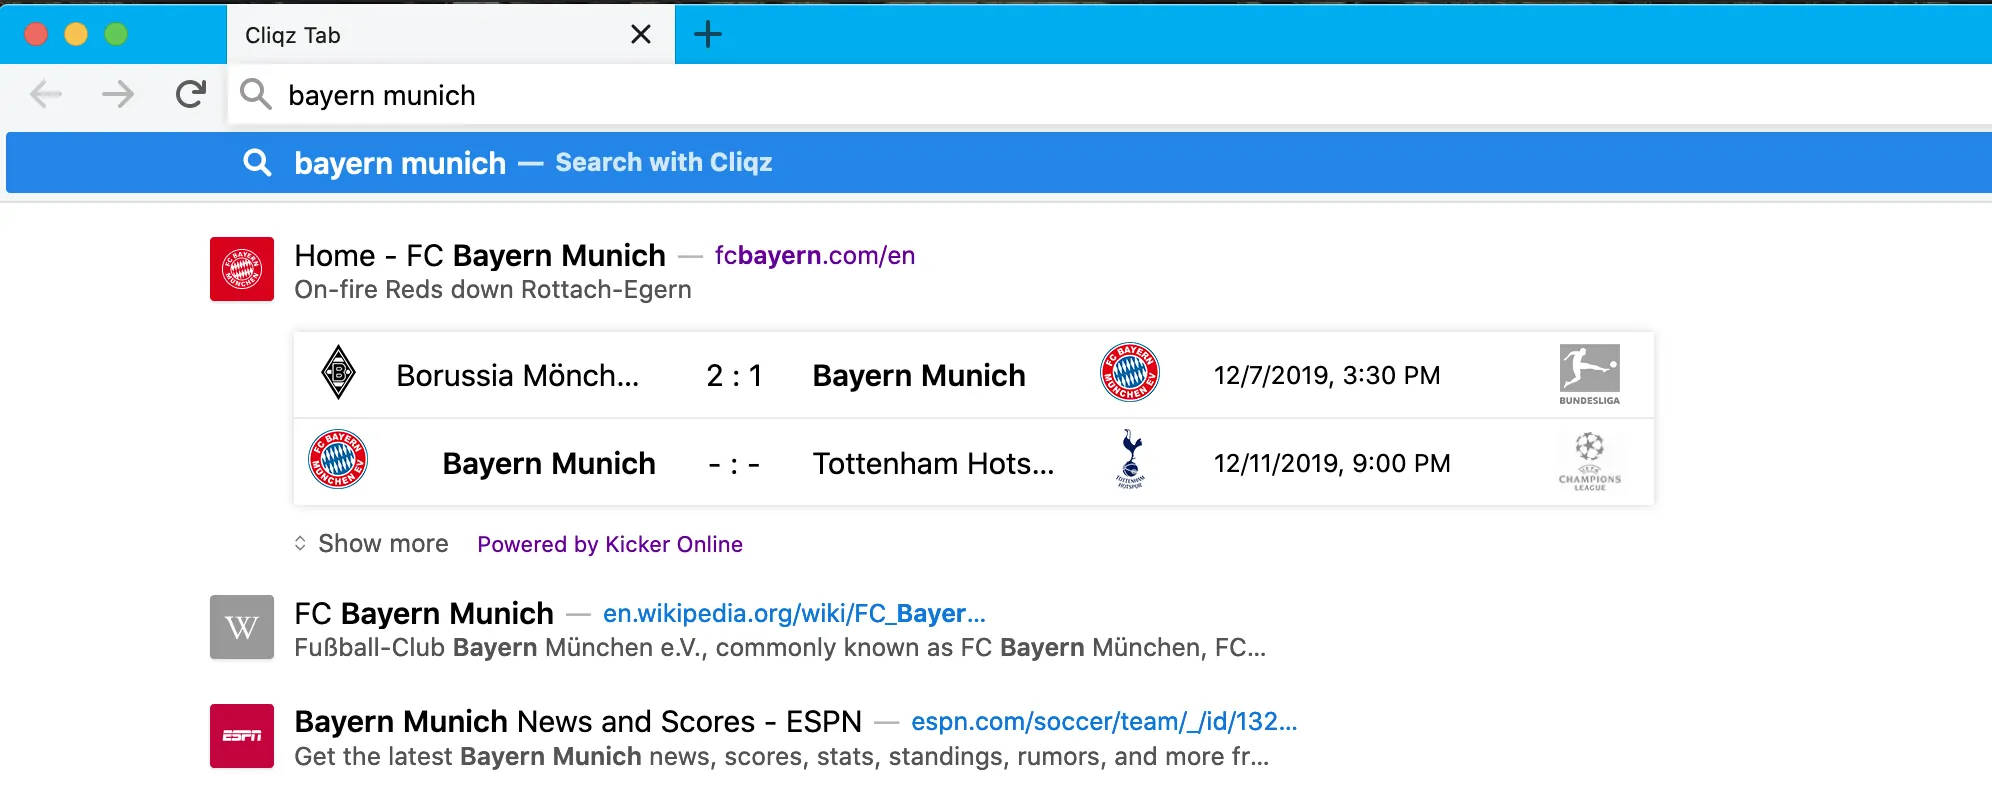 Cliqz Tab
bayern munich
bayern munich — Search with Cliqz
Home - FC Bayern Munich — fcbayern.com/en
On-fire Reds down Rottach-Egern
Borussia Mönch... 2 : 1 Bayern Munich 12/7/2019, 3:30 PM BUNDESLIGA
Bayern Munich - : - Tottenham Hots... TOTTENHAM HOTSPUR 12/11/2019, 9:00 PM UEFA CHAMPIONS LEAGUE
Show more Powered by Kicker Online
W FC Bayern Munich — en.wikipedia.org/wiki/FC_Bayer...
Fußball-Club Bayern München e.V., commonly known as FC Bayern München, FC...
ESPN Bayern Munich News and Scores - ESPN — espn.com/soccer/team/_/id/132...
Get the latest Bayern Munich news, scores, stats, standings, rumors, and more fr...